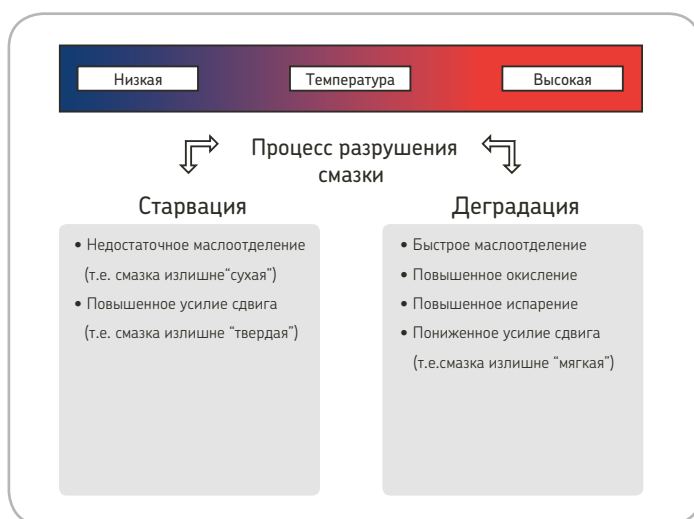 Низкая
Температура
Высокая
Процесс разрушения
смазки
Старвация
• Недостаточное маслоотделение
(т.е. смазка излишне“сухая”)
• Повышенное усилие сдвига
(т.е. смазка излишне “твердая”)
Деградация
• Быстрое маслоотделение
• Повышенное окисление
• Повышенное испарение
• Пониженное усилие сдвига
(т.е.смазка излишне “мягкая”)